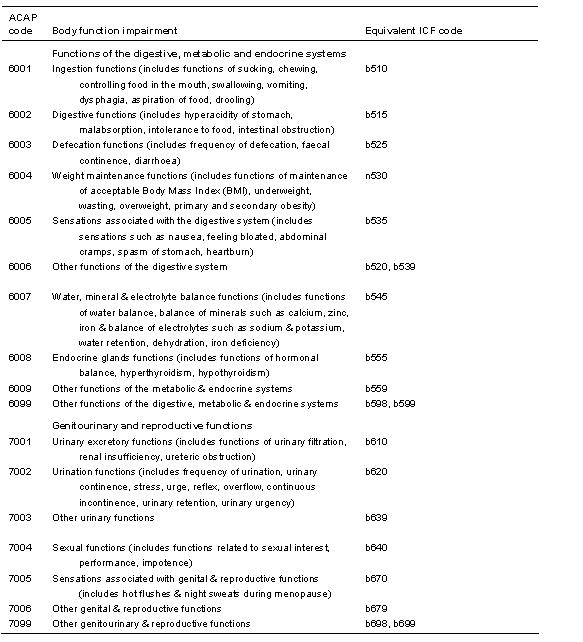 ACAP
code Body function impairment Equivalent ICF code
Functions of the digestive, metabolic and endocrine systems
6001 Ingestion functions (includes functions of sucking, chewing, b510
controlling food in the mouth, swallowing, vomiting,
dysphagia, aspiration of food, drooling)
6002 Digestive functions (includes hyperacidity of stomach, b515
malabsorption, intolerance to food, intestinal obstruction)
6003 Defecation functions (includes frequency of defecation, faecal b525
continence, diarrhoea)
6004 Weight maintenance functions (includes functions of maintenance n530
of acceptable Body Mass Index (BMI), underweight,
wasting, overweight, primary and secondary obesity)
6005 Sensations associated with the digestive system (includes b535
sensations such as nausea, feeling bloated, abdominal
cramps, spasm of stomach, heartburn)
6006 Other functions of the digestive system b520, b539
6007 Water, mineral & electrolyte balance functions (includes functions b545
of water balance, balance of minerals such as calcium, zinc,
iron & balance of electrolytes such as sodium & potassium,
water retention, dehydration, iron deficiency)
6008 Endocrine glands functions (includes functions of hormonal b555
balance, hyperthyroidism, hypothyroidism)
6009 Other functions of the metabolic & endocrine systems b559
6099 Other functions of the digestive, metabolic & endocrine systems b598, b599
Genitourinary and reproductive functions
7001 Urinary excretory functions (includes functions of urinary filtration, b610
renal insufficiency, ureteric obstruction)
7002 Urination functions (includes frequency of urination, urinary b620
continence, stress, urge, reflex, overflow, continuous
incontinence, urinary retention, urinary urgency)
7003 Other urinary functions b639
7004 Sexual functions (includes functions related to sexual interest, b640
performance, impotence)
7005 Sensations associated with genital & reproductive functions b670
(includes hot flushes & night sweats during menopause)
7006 Other genital & reproductive functions b679
7099 Other genitourinary & reproductive functions b698, b699